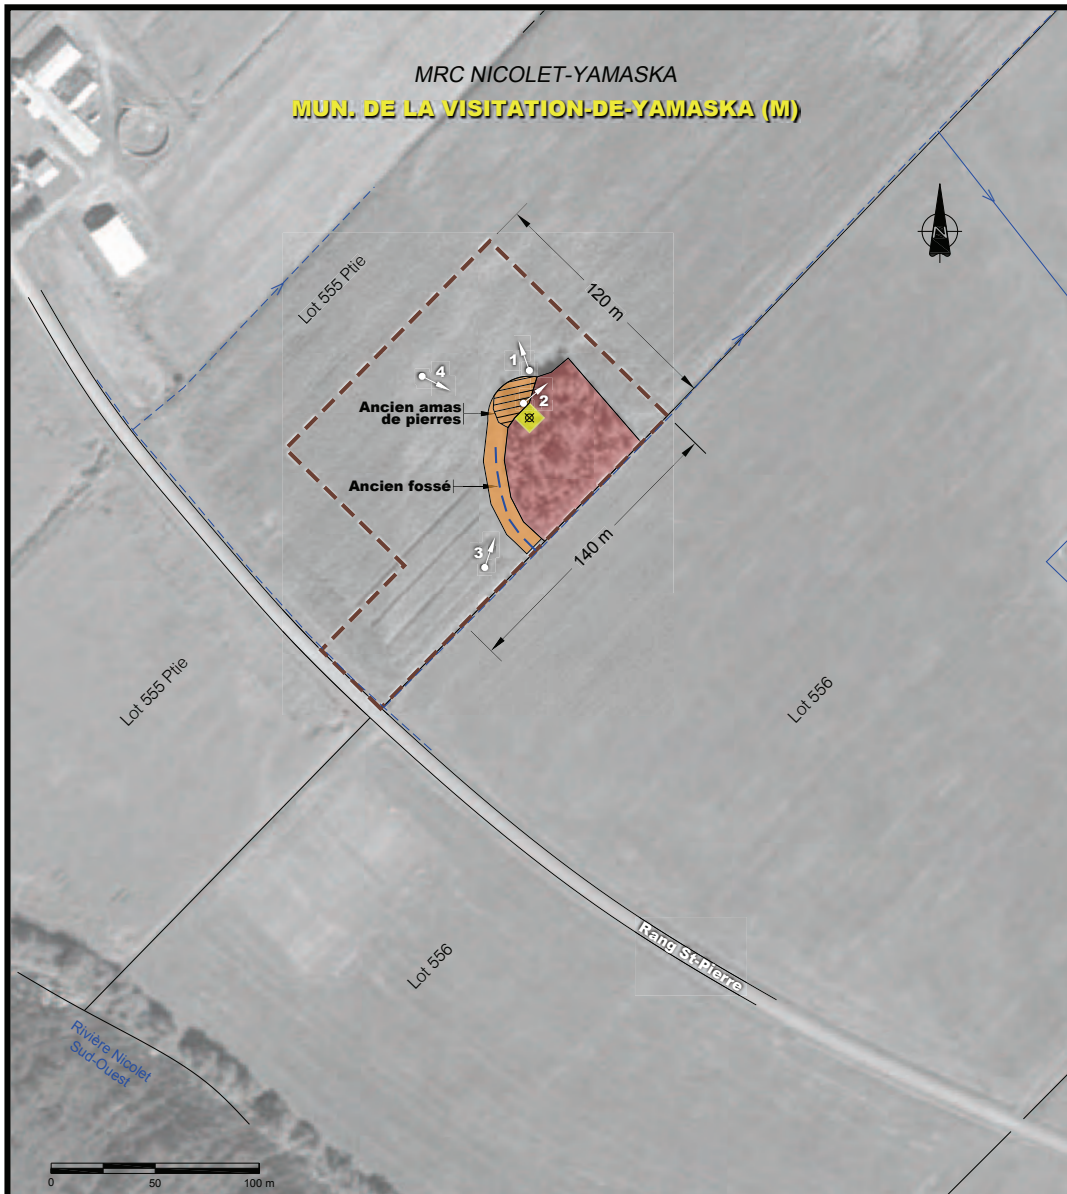 MRC NICOLET-YAMASKA
MUN. DE LA VISITATION-DE-YAMASKA (M)
N
Lot 555 Ptie
120 m
1
4
2
Ancien amas
de pierres
Ancien fossé
3
140 m
Lot 555 Ptie
Lot 556
Rang St-Pierre
Lot 556
Rivière Nicolet
Sud-Ouest
0 50 100 m